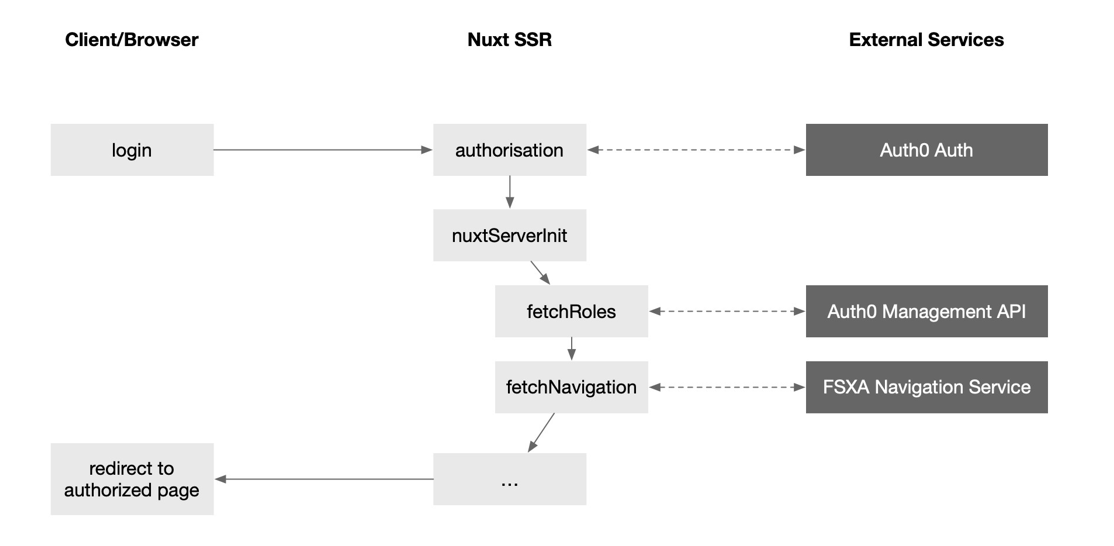 Client/Browser
Nuxt SSR
External Services
login
authorisation
Auth0 Auth
nuxtServerInit
fetchRoles
Auth0 Management API
fetchNavigation
FSXA Navigation Service
redirect to
authorized page
...